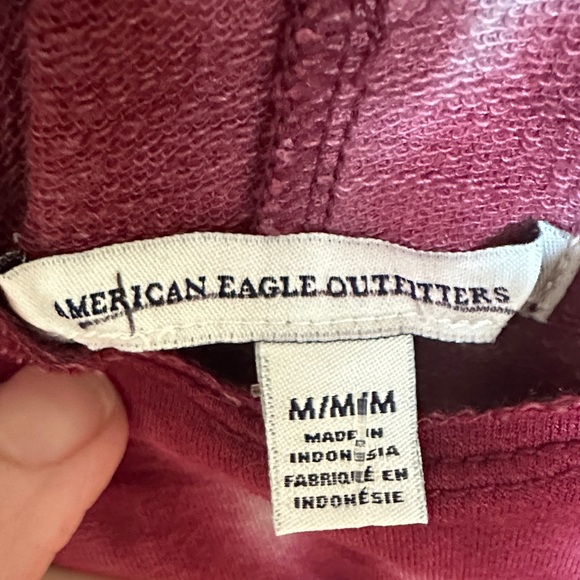 AMERICAN EAGLE OUTFITTERS
M/M/M
MADE IN
INDONESIA
FABRIQUÉ EN
INDONÉSIE